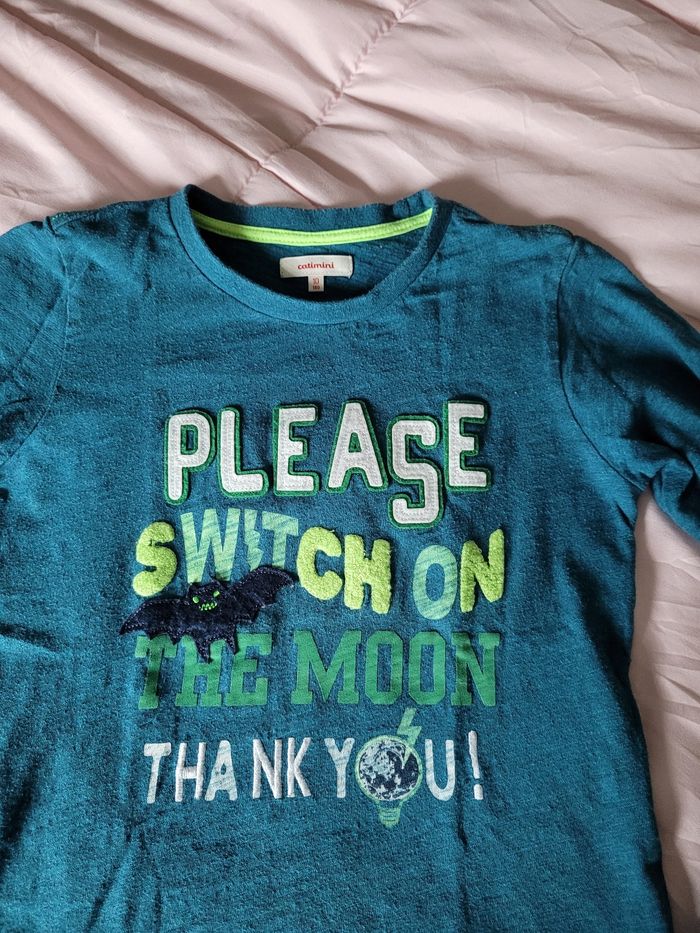 catimini
10
PLEASE
SWITCH ON
THE MOON
THANK YOU!